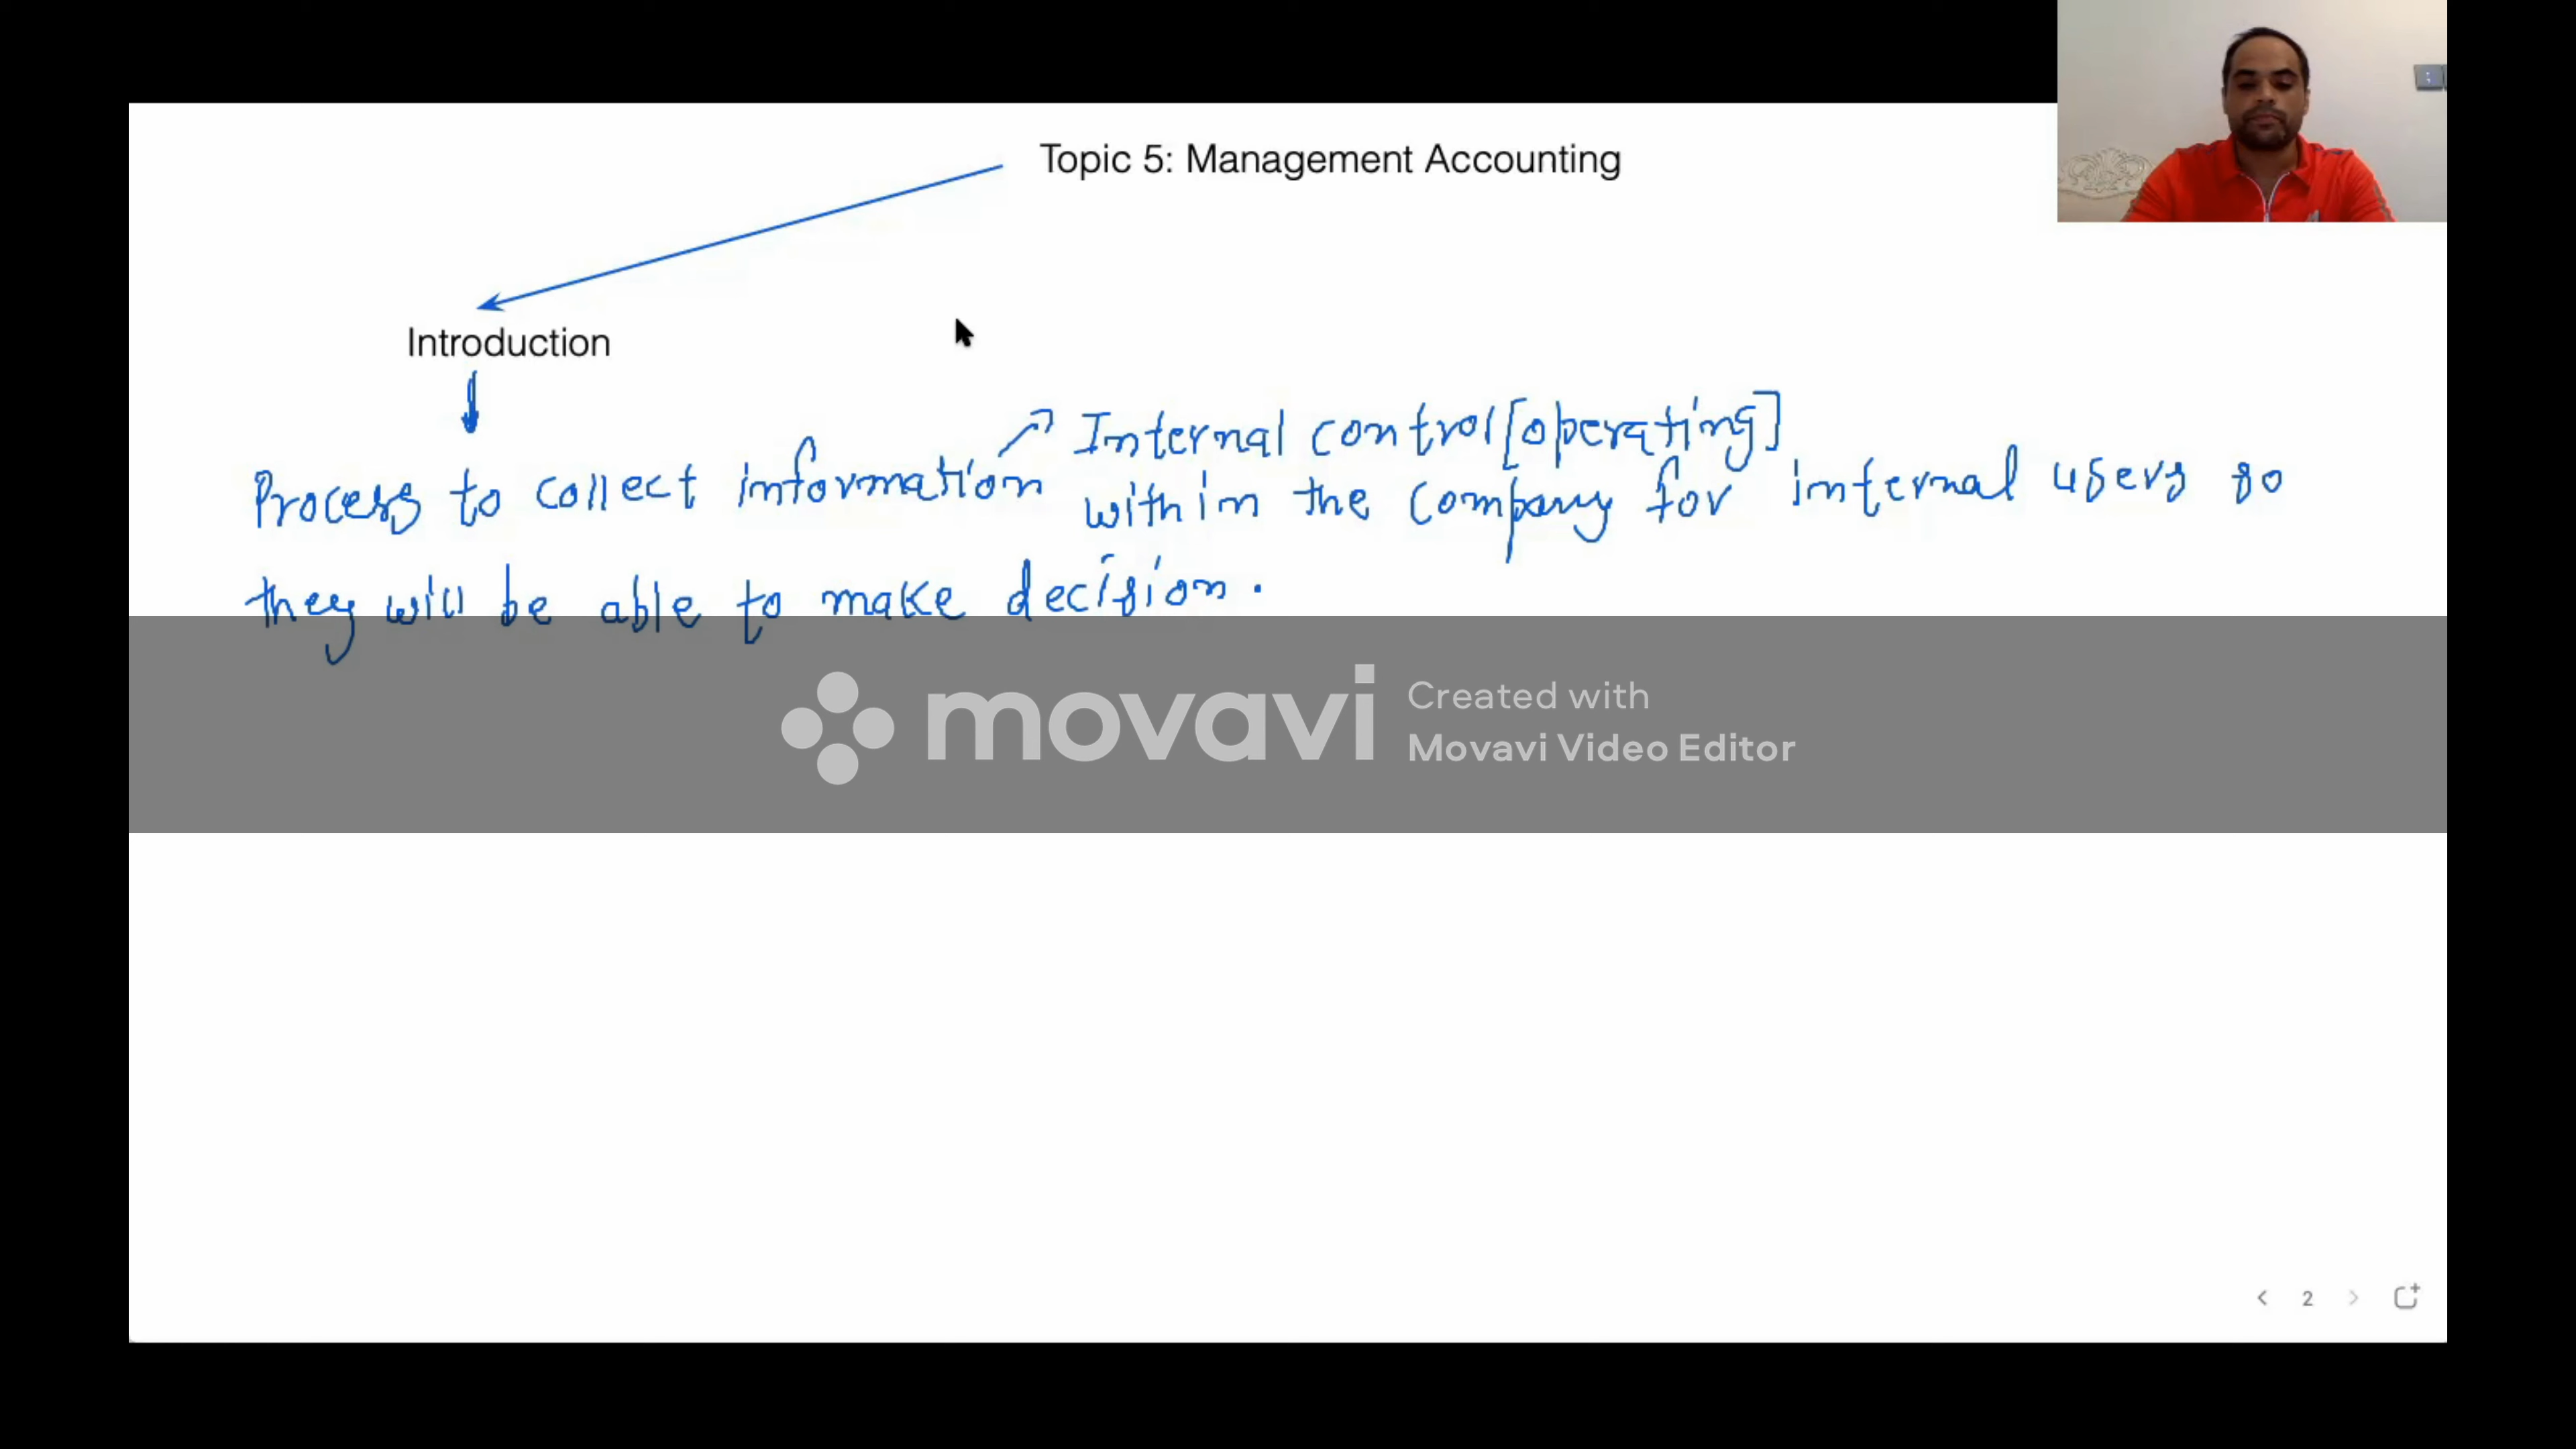 Topic 5: Management Accounting
Introduction
Internal control [operating]
Process to collect information within the company for internal users so
they will be able to make decision.
movavi
Created with
Movavi Video Editor
2